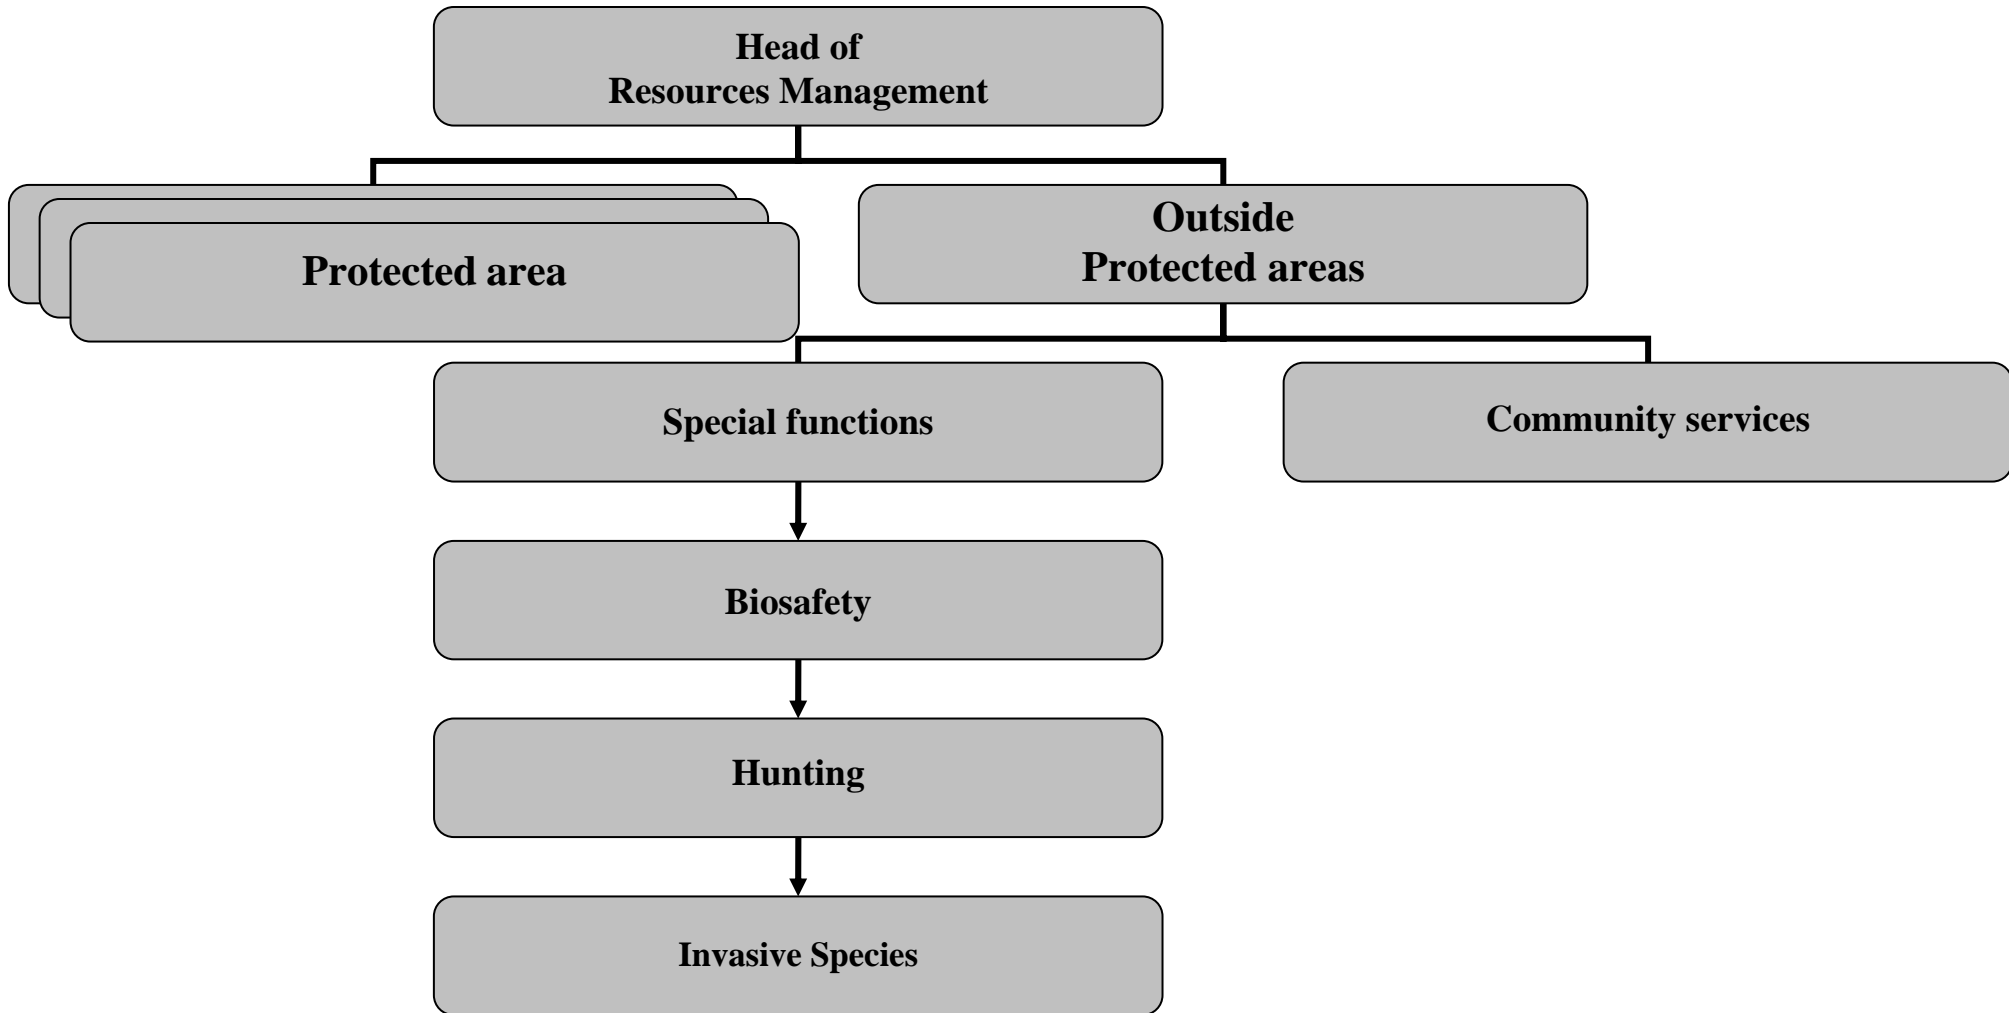 Head of
Resources Management
Protected area
Outside
Protected areas
Special functions
Community services
Biosafety
Hunting
Invasive Species